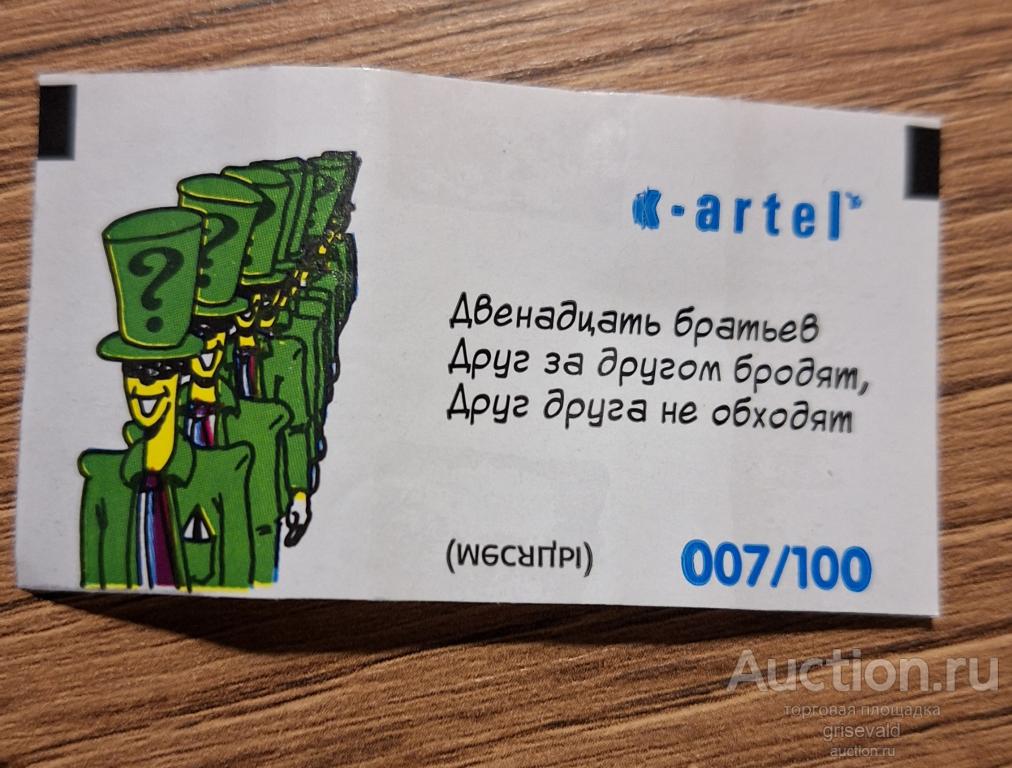 ?
?
?
?
K-artel™
Двенадцать братьев
Друг за другом бродят,
Друг друга не обходят
(месяцы)
007/100
Auction.ru
торговая площадка
grisevald
auction.ru